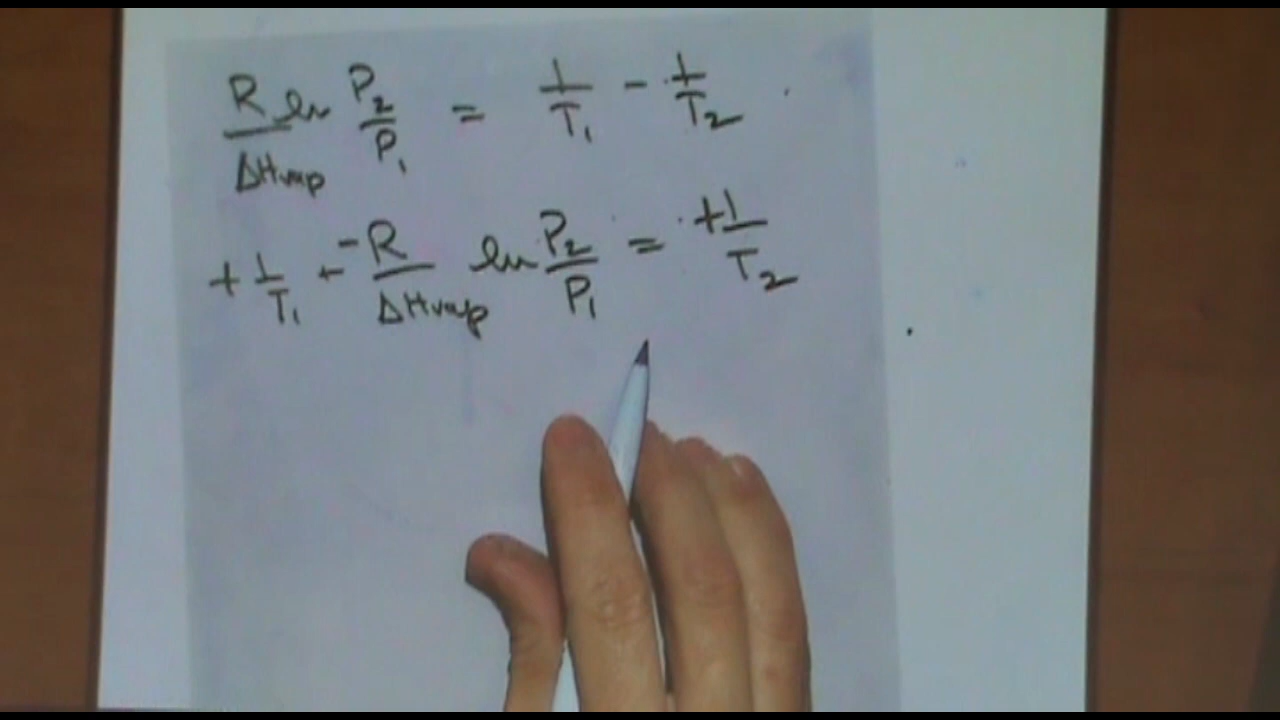 R/ΔHvap ln P₂/P₁ = 1/T₁ - 1/T₂
+ 1/T₁ + -R/ΔHvap ln P₂/P₁ = +1/T₂